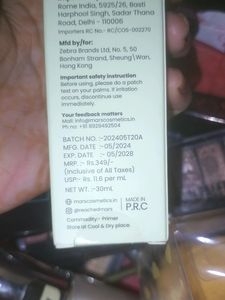 Rome India, 5925/26, Basti
Harphool Singh, Sadar Thana
Road, Delhi - 110006
Importers RC No.- RC/COS-002270
Mfd by/for:
Zebra Brands Ltd, No. 5, 50
Bonham Strand, Sheung\Wan,
Hong Kong
Important safety instruction
Before using, please do a patch
test on your palms. If irritation
occurs, discontinue use
immediately.
Your feedback matters
Mail: info@marscosmetics.in
Ph no: +91 8929492504
BATCH NO. -202405T20A
MFG. DATE :- 05/2024
EXP. DATE :- 05/2028
MRP :- Rs.349/-
(Inclusive of All Taxes)
USP:- Rs. 11.6 per mL
NET WT. -30mL
marscosmetics.in
@reachedmars
MADE IN
P.R.C
Commodity:- Primer
Store at Cool & Dry place.